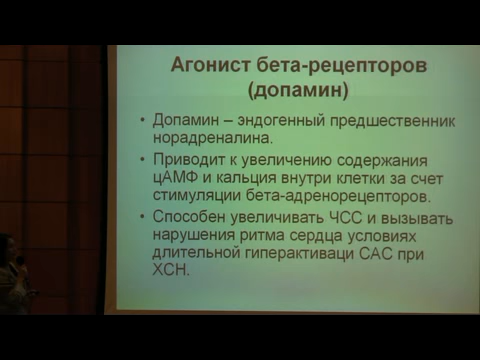 Агонист бета-рецепторов
(допамин)
• Допамин – эндогенный предшественник
норадреналина.
• Приводит к увеличению содержания
цАМФ и кальция внутри клетки за счет
стимуляции бета-адренорецепторов.
• Способен увеличивать ЧСС и вызывать
нарушения ритма сердца условиях
длительной гиперактиваци САС при
ХСН.